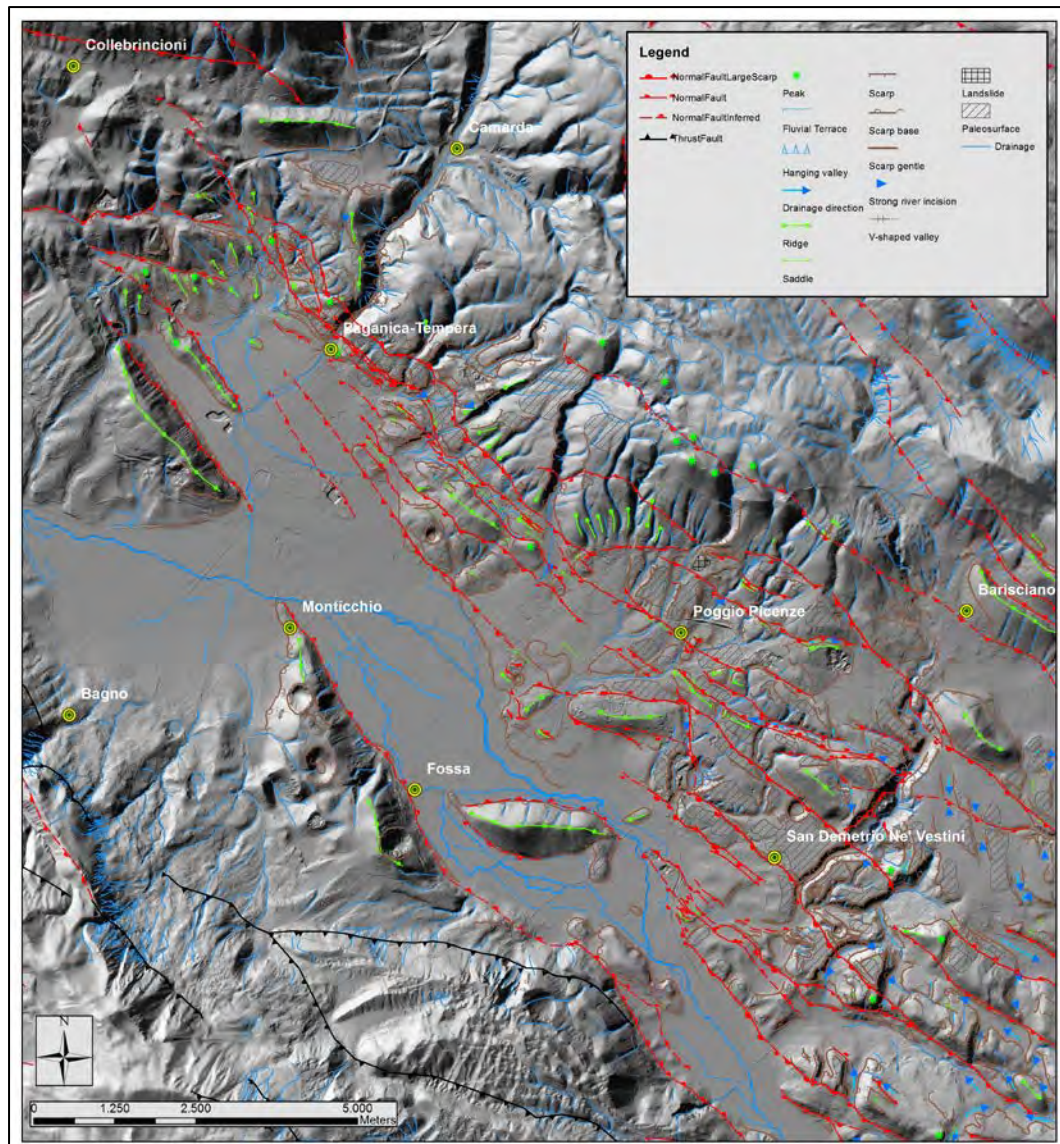 Collebrincioni
Camarda
Legend
NormalFaultLargeScarp
NormalFault
NormalFaultInferred
ThrustFault
Peak
Fluvial Terrace
Hanging valley
Drainage direction
Ridge
Saddle
Scarp
Scarp base
Scarp gentle
Strong river incision
V-shaped valley
Landslide
Paleosurface
Drainage
Paganica-Tempera
Barisciano
Monticchio
Poggio Picenze
Bagno
Fossa
San Demetrio Ne' Vestini
N
0 1.250 2.500 5.000
Meters